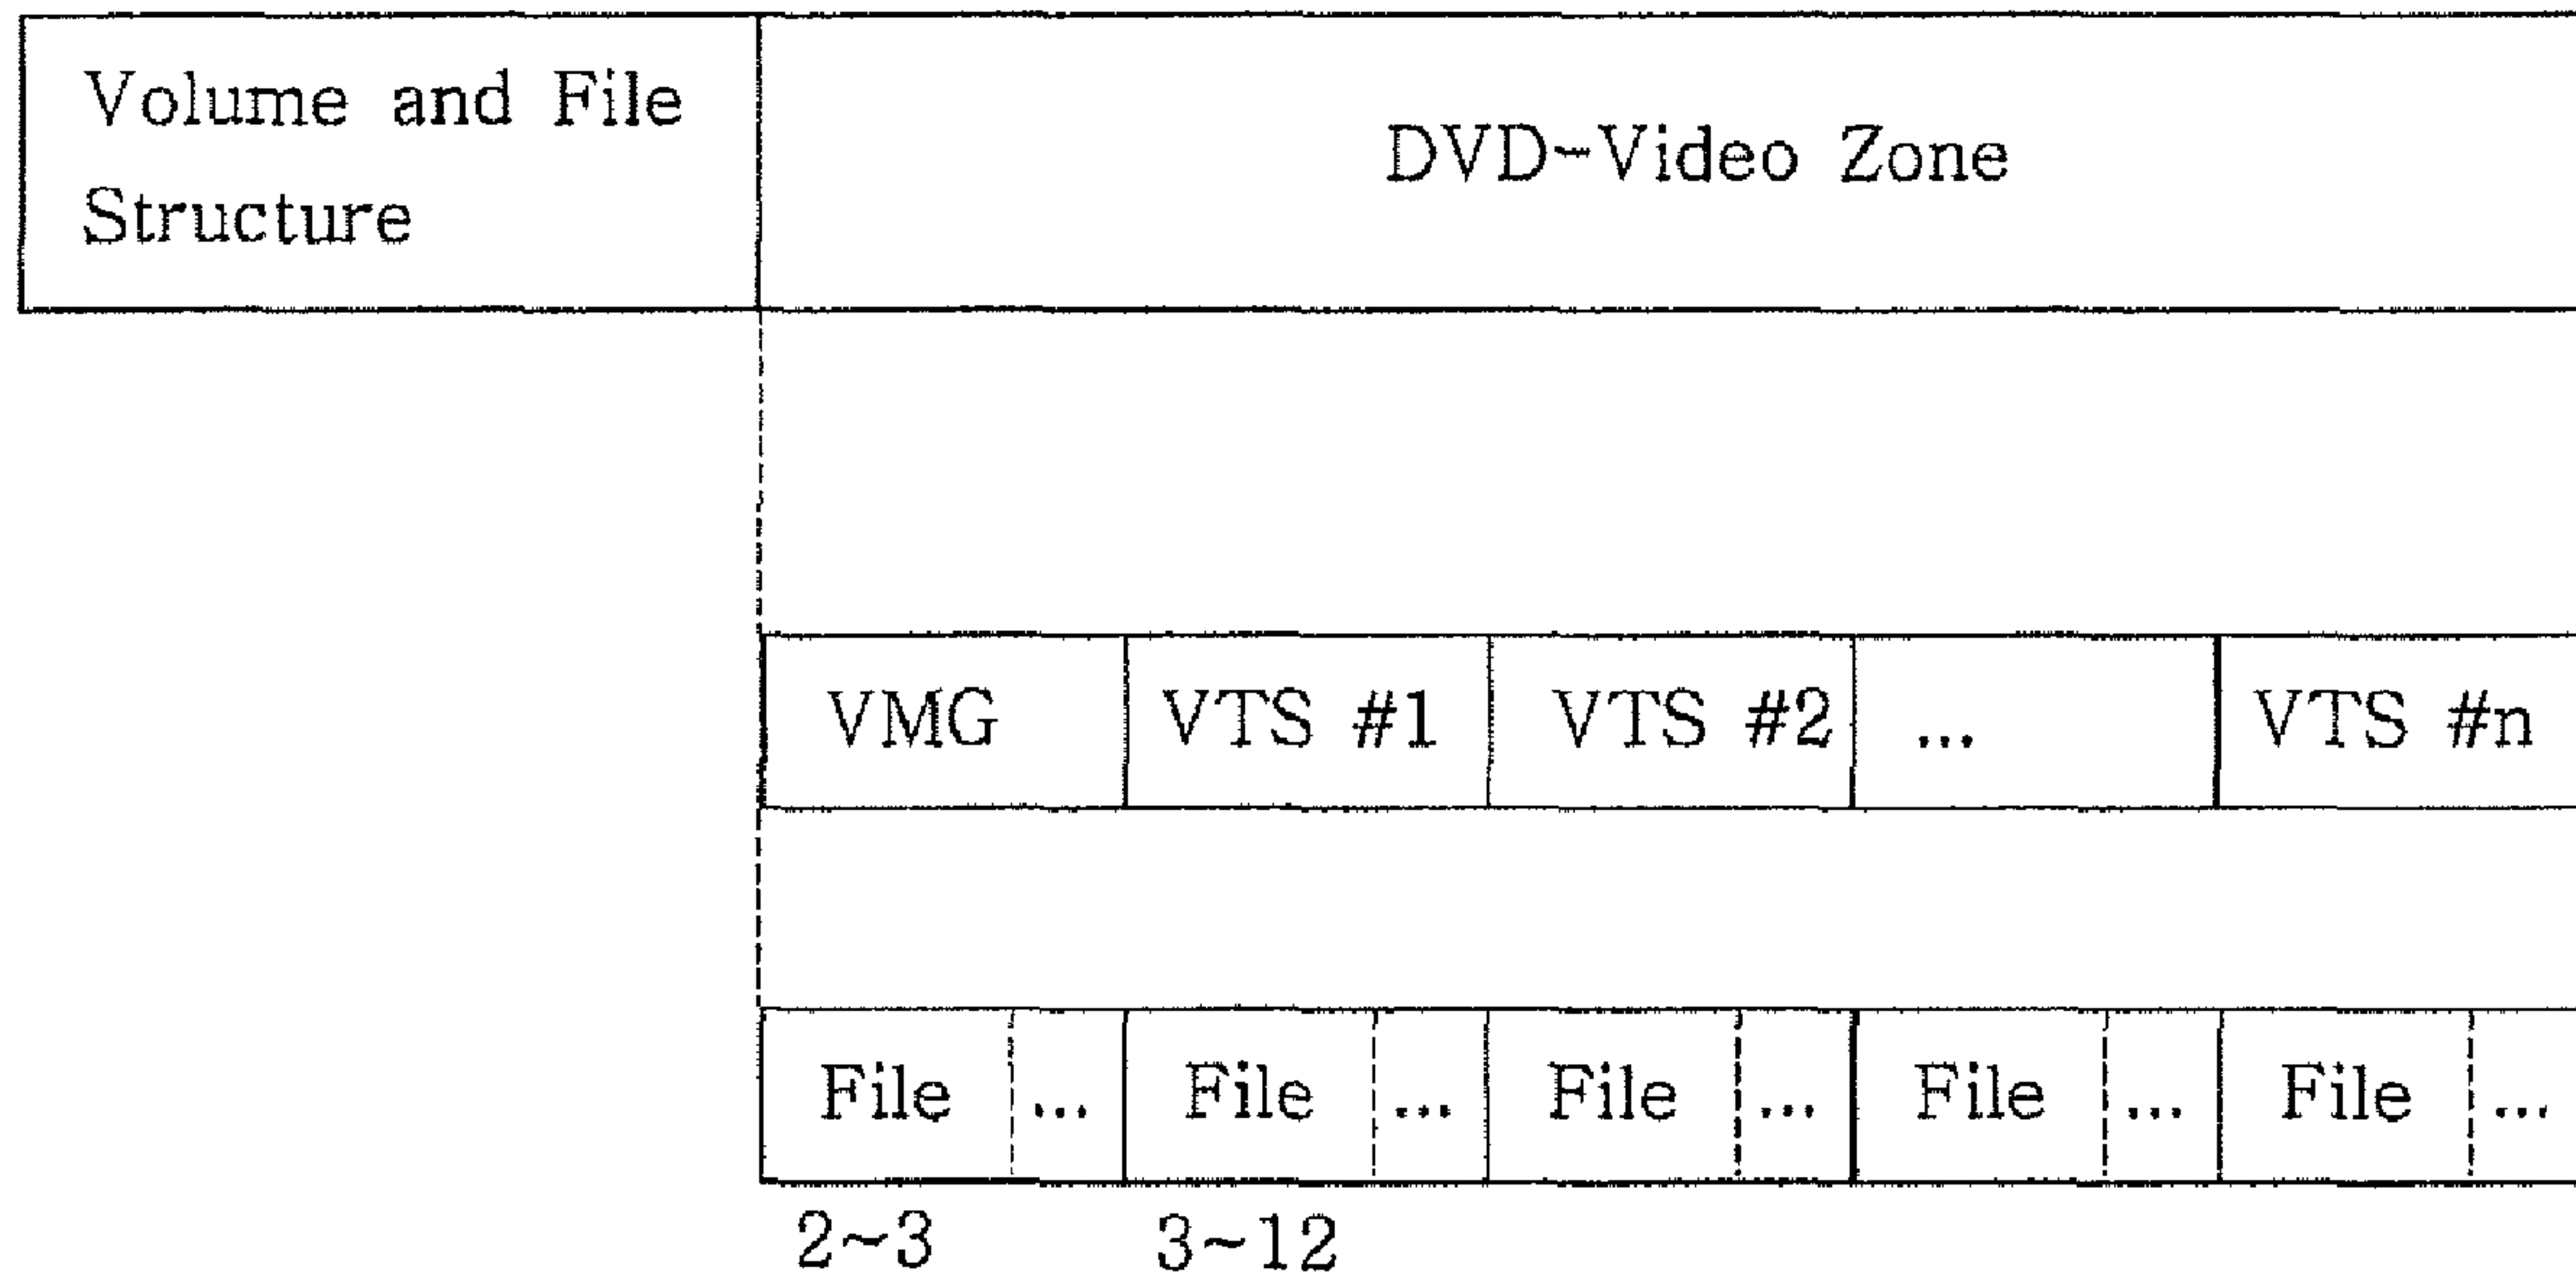 Volume and File
Structure
DVD-Video Zone
VMG
VTS #1
VTS #2
...
VTS #n
File ... File ... File ... File ... File ...
2~3
3~12